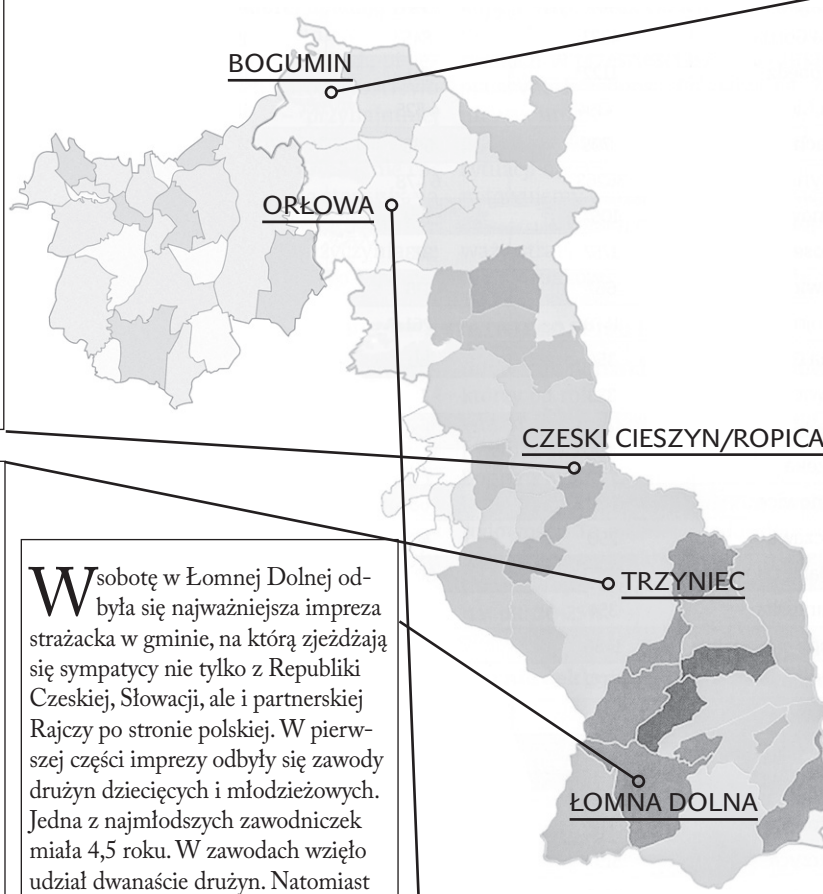 BOGUMIN
ORŁOWA
CZESKI CIESZYN/ROPICA
TRZYNIEC
ŁOMNA DOLNA
W sobotę w Łomnej Dolnej od-
była się najważniejsza impreza
strażacka w gminie, na którą zjeżdżają
się sympatycy nie tylko z Republiki
Czeskiej, Słowacji, ale i partnerskiej
Rajczy po stronie polskiej. W pierw-
szej części imprezy odbyły się zawody
drużyn dziecięcych i młodzieżowych.
Jedna z najmłodszych zawodniczek
miała 4,5 roku. W zawodach wzięło
udział dwanaście drużyn. Natomiast